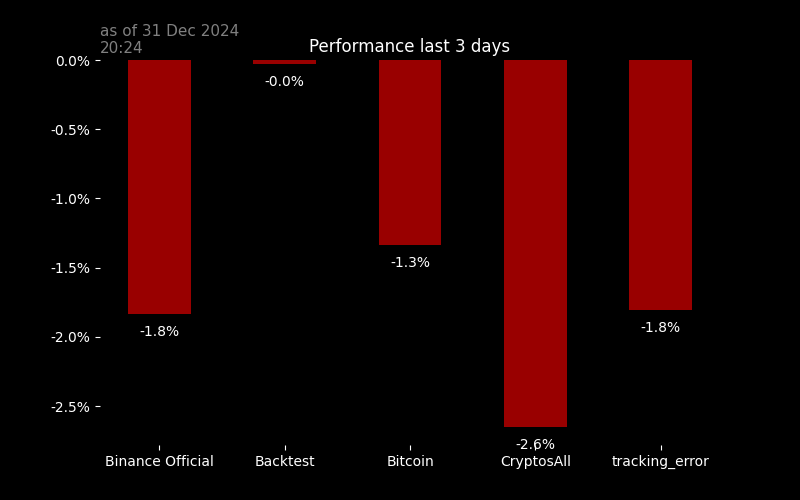 as of 31 Dec 2024
20:24
Performance last 3 days
0.0%
-0.5%
-1.0%
-1.5%
-2.0%
-2.5%
-1.8%
-0.0%
-1.3%
-2.6%
-1.8%
Binance Official
Backtest
Bitcoin
CryptosAll
tracking_error